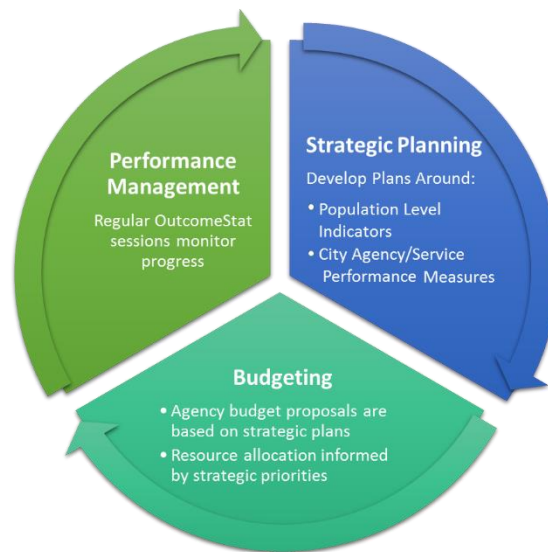 Performance
Management
Regular OutcomeStat
sessions monitor
progress
Strategic Planning
Develop Plans Around:
• Population Level
Indicators
• City Agency/Service
Performance Measures
Budgeting
• Agency budget proposals are
based on strategic plans
• Resource allocation informed
by strategic priorities